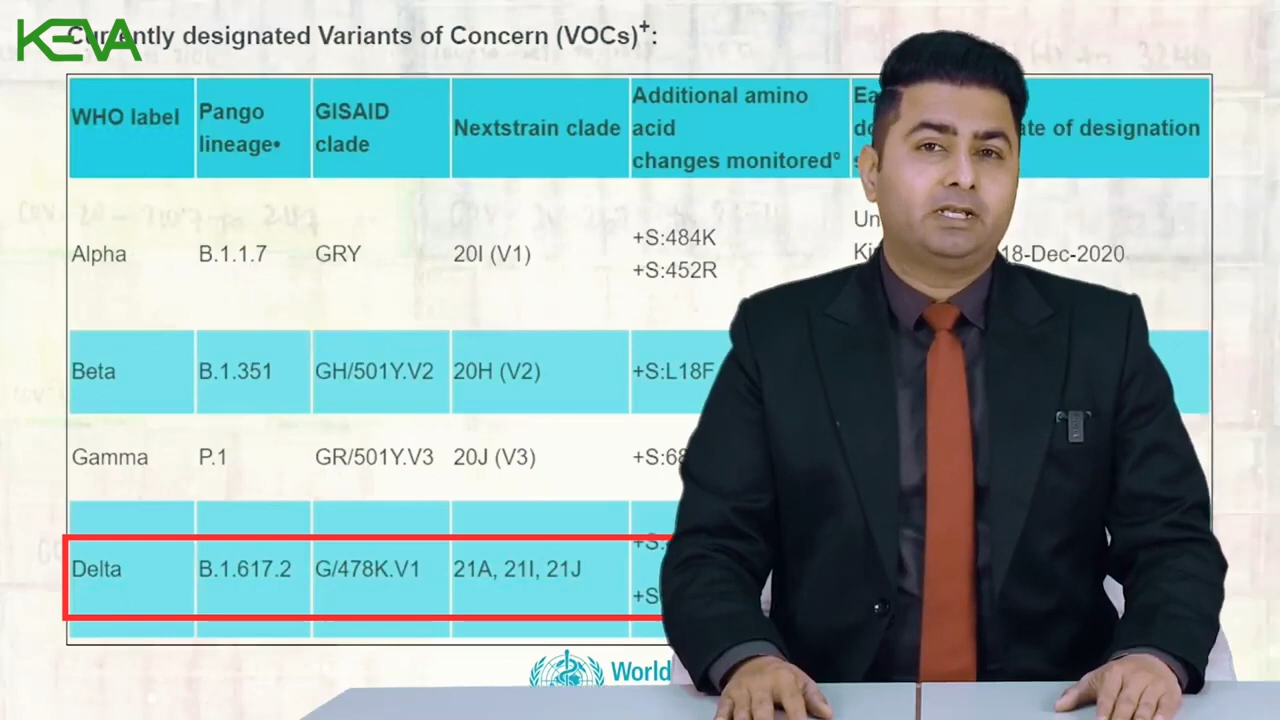 KEVA
Currently designated Variants of Concern (VOCs)+:
WHO label
Pango
lineage•
GISAID
clade
Nextstrain clade
Additional amino
acid
changes monitored°
of designation
Alpha
B.1.1.7
GRY
20I (V1)
+S:484K
+S:452R
18-Dec-2020
Beta
B.1.351
GH/501Y.V2
20H (V2)
+S:L18F
Gamma
P.1
GR/501Y.V3
20J (V3)
Delta
B.1.617.2
G/478K.V1
21A, 21I, 21J
World